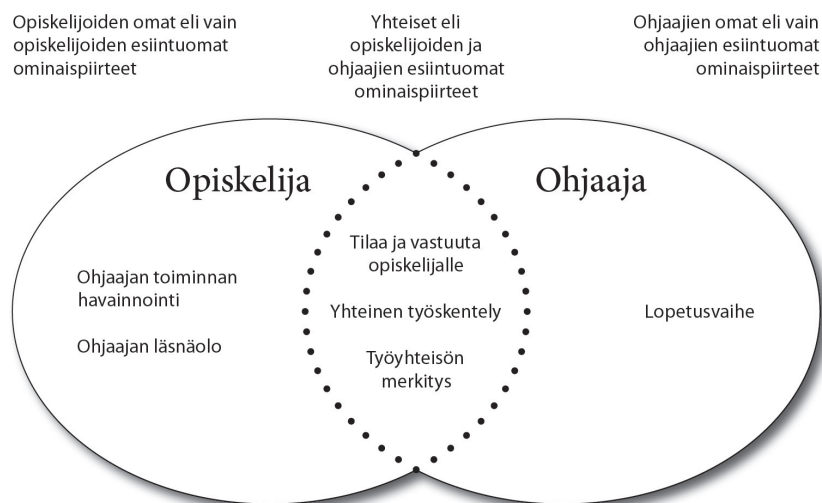 Opiskelijoiden omat eli vain
opiskelijoiden esiintuomat
ominaispiirteet
Yhteiset eli
opiskelijoiden ja
ohjaajien esiintuomat
ominaispiirteet
Ohjaajien omat eli vain
ohjaajien esiintuomat
ominaispiirteet
Opiskelija
Ohjaajan toiminnan
havainnointi
Ohjaajan läsnäolo
Tilaa ja vastuuta
opiskelijalle
Yhteinen työskentely
Työyhteisön
merkitys
Ohjaaja
Lopetusvaihe